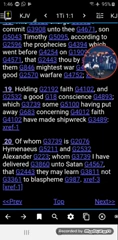 1:46
95%
KJV
1Ti 1:1
KJV
commit G3908 unto thee G4671, son
G5043 Timothy G5095, according to
G2596 the prophecies G4394 which
went before G4254 on G1909
G4571, that G2443 thou by G
them G846 mightest war G4754
good G2570 warfare G4752;
19 Holding G2192 faith G4102, and
G2532 a good G18 conscience G4893;
which G3739 some G5100 having put
away G683 concerning G4012 faith
G4102 have made shipwreck G3489:
xref-1
20 Of whom G3739 is G2076
Hymenaeus G5211 and G2532
Alexander G223; whom G3739 I have
delivered G3860 unto Satan G4567,
that G2443 they may learn G3811 not
G3361 to blaspheme G987. xref-1
xref-1
<<Prev
Top
Next>>